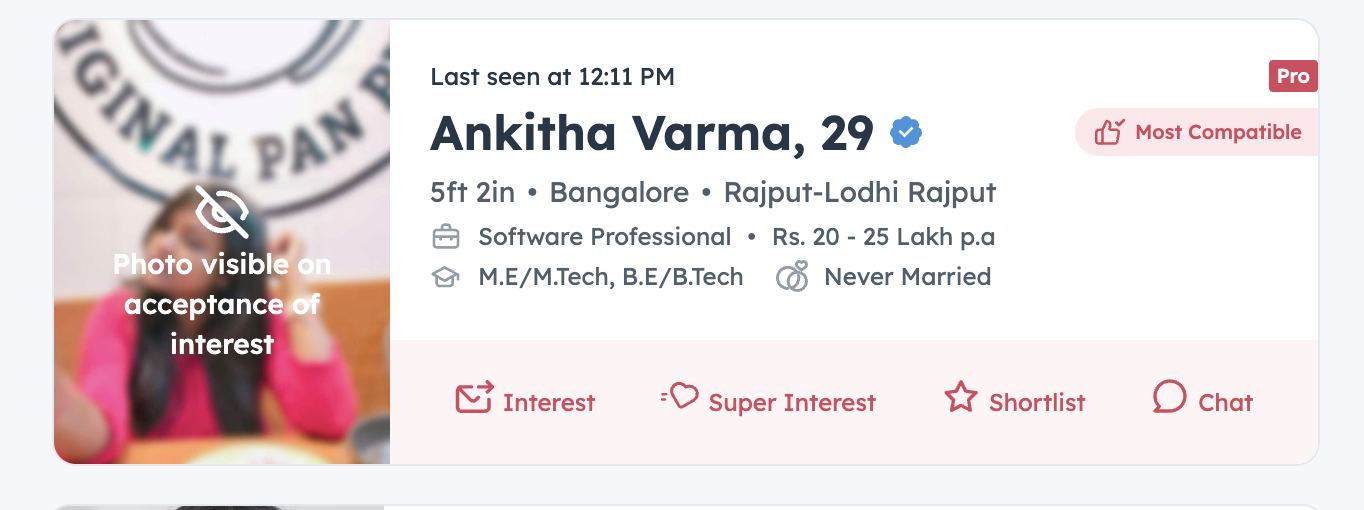 IGINAL PAN P
Photo visible on
acceptance of
interest
Last seen at 12:11 PM
Pro
Ankitha Varma, 29
Most Compatible
5ft 2in • Bangalore • Rajput-Lodhi Rajput
Software Professional • Rs. 20 - 25 Lakh p.a
M.E/M.Tech, B.E/B.Tech Never Married
Interest Super Interest Shortlist Chat